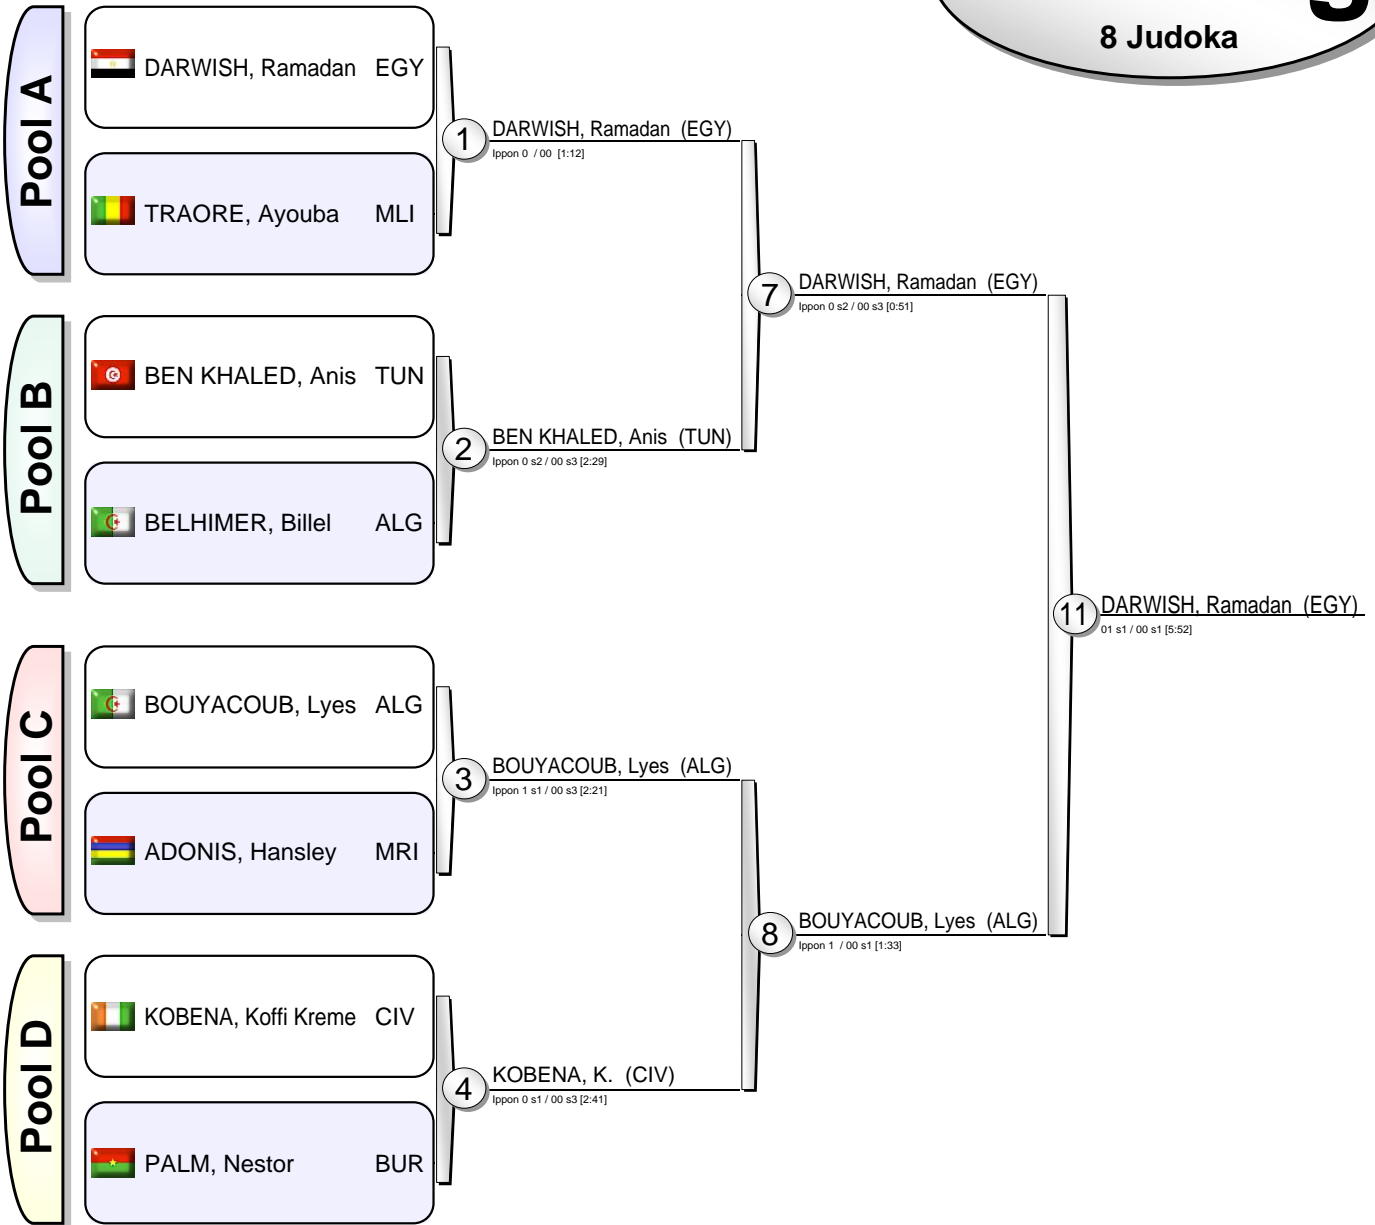 8 Judoka
Pool A
DARWISH, Ramadan EGY
TRAORE, Ayouba MLI
1
DARWISH, Ramadan (EGY)
Ippon 0 / 00 [1:12]
Pool B
BEN KHALED, Anis TUN
BELHIMER, Billel ALG
2
BEN KHALED, Anis (TUN)
Ippon 0 s2 / 00 s3 [2:29]
7
DARWISH, Ramadan (EGY)
Ippon 0 s2 / 00 s3 [0:51]
Pool C
BOUYACOUB, Lyes ALG
ADONIS, Hansley MRI
3
BOUYACOUB, Lyes (ALG)
Ippon 1 s1 / 00 s3 [2:21]
Pool D
KOBENA, Koffi Kreme CIV
PALM, Nestor BUR
4
KOBENA, K. (CIV)
Ippon 0 s1 / 00 s3 [2:41]
8
BOUYACOUB, Lyes (ALG)
Ippon 1 / 00 s1 [1:33]
11
DARWISH, Ramadan (EGY)
01 s1 / 00 s1 [5:52]